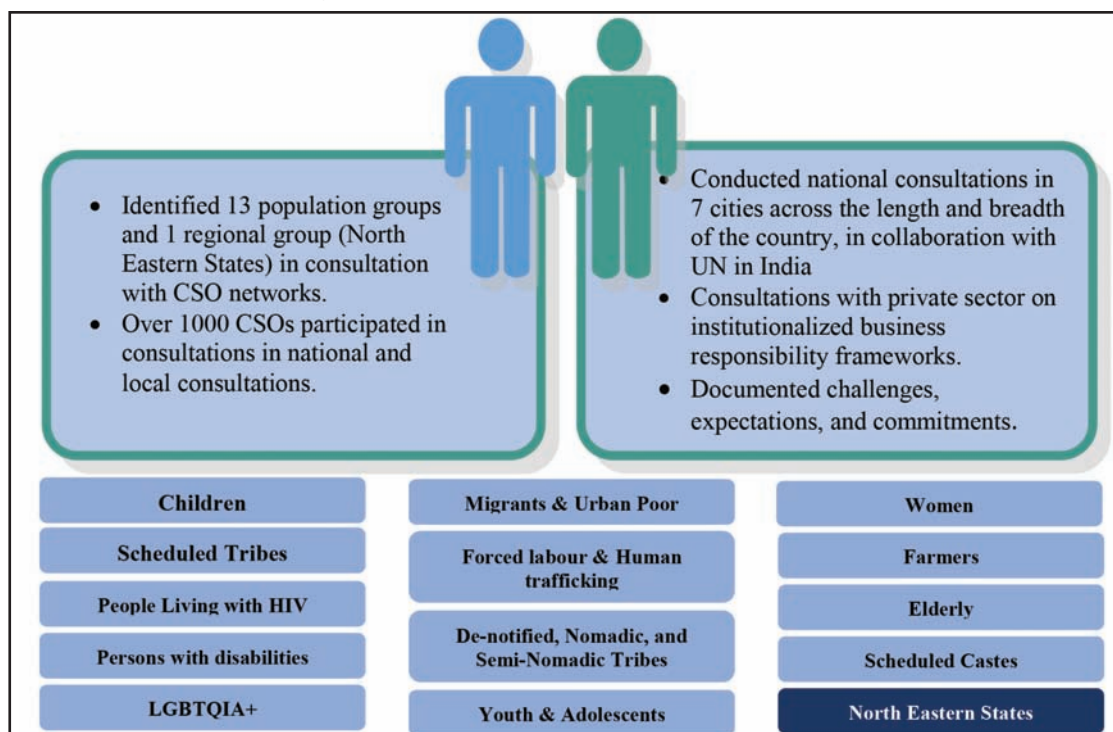 • Identified 13 population groups
and 1 regional group (North
Eastern States) in consultation
with CSO networks.
• Over 1000 CSOs participated in
consultations in national and
local consultations.
• Conducted national consultations in
7 cities across the length and breadth
of the country, in collaboration with
UN in India
• Consultations with private sector on
institutionalized business
responsibility frameworks.
• Documented challenges,
expectations, and commitments.
Children
Scheduled Tribes
People Living with HIV
Persons with disabilities
LGBTQIA+
Migrants & Urban Poor
Forced labour & Human
trafficking
De-notified, Nomadic, and
Semi-Nomadic Tribes
Youth & Adolescents
Women
Farmers
Elderly
Scheduled Castes
North Eastern States